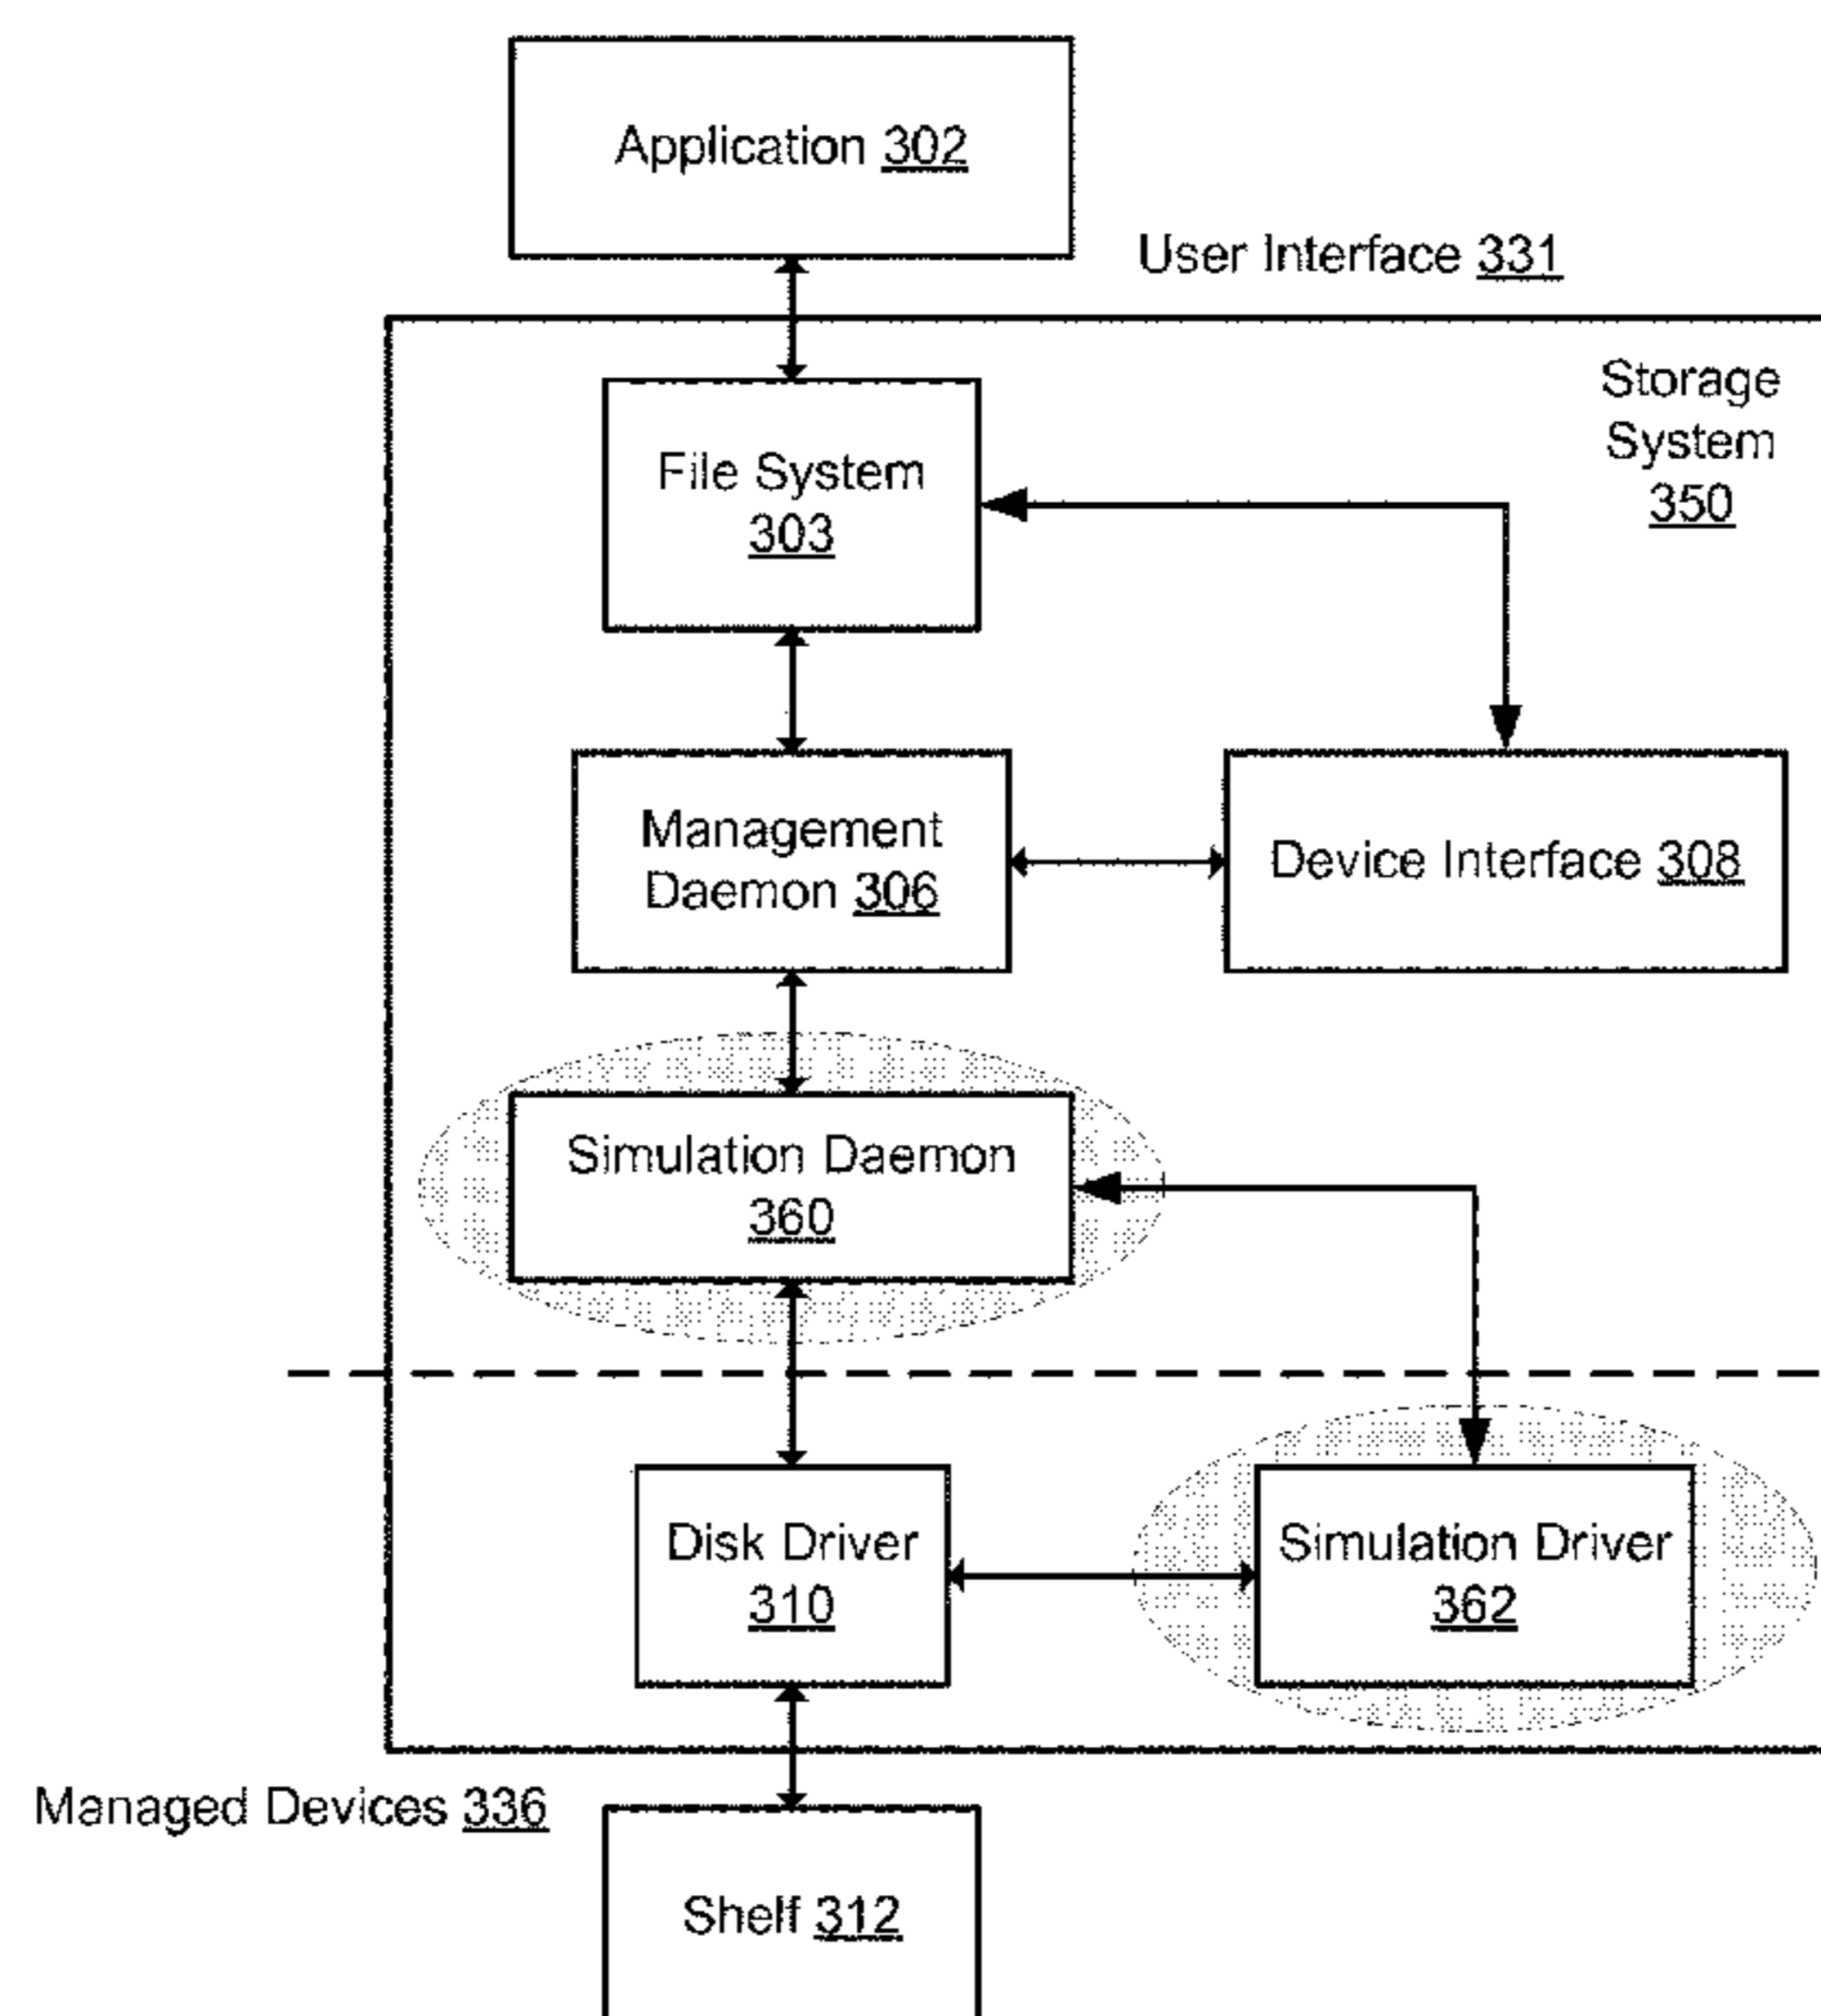 Application 302
User Interface 331
Storage
System
350
File System
303
Management
Daemon 306
Device Interface 308
Simulation Daemon
360
Disk Driver
310
Simulation Driver
362
Managed Devices 336
Shelf 312